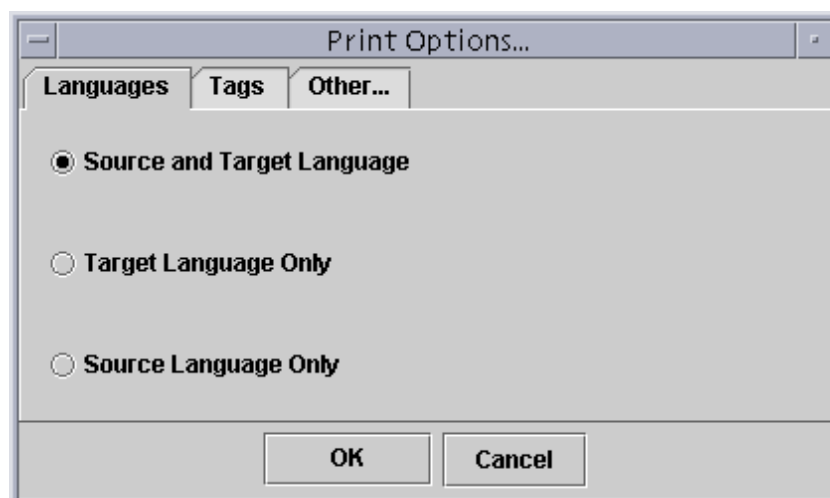 Print Options...
Languages Tags Other...
Source and Target Language
Target Language Only
Source Language Only
OK Cancel